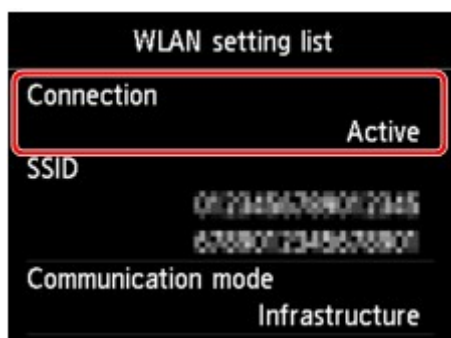 WLAN setting list
Connection
Active
SSID
Communication mode
Infrastructure